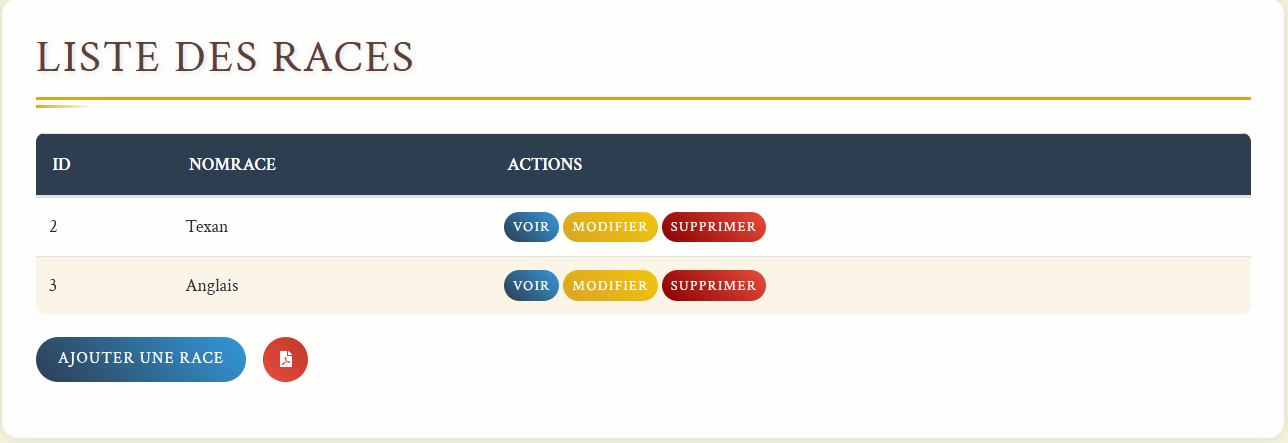 LISTE DES RACES
ID NOMRACE ACTIONS
2 Texan VOIR MODIFIER SUPPRIMER
3 Anglais VOIR MODIFIER SUPPRIMER
AJOUTER UNE RACE